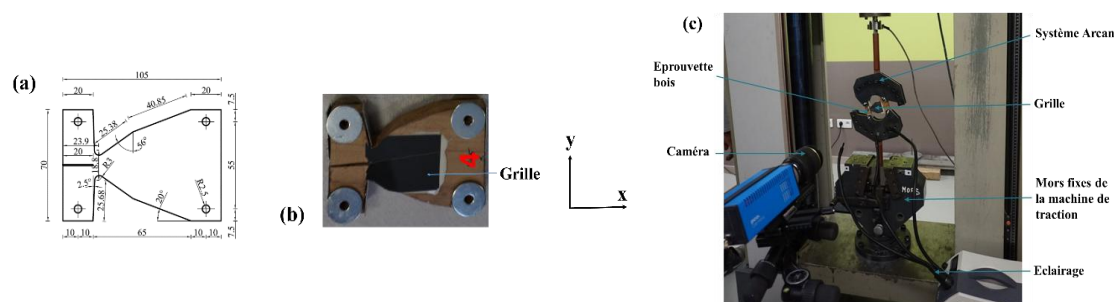 (a)
105
20
20
40.85
7.5
25.38
56°
23.9
20
70
55
R3
2.5°
25.68
20°
R2.5
7.5
10 10
65
10 10
(b)
4
Grille
y
x
(c)
Système Arcan
Eprouvette
bois
Grille
Caméra
Mors fixes de
la machine de
traction
Eclairage